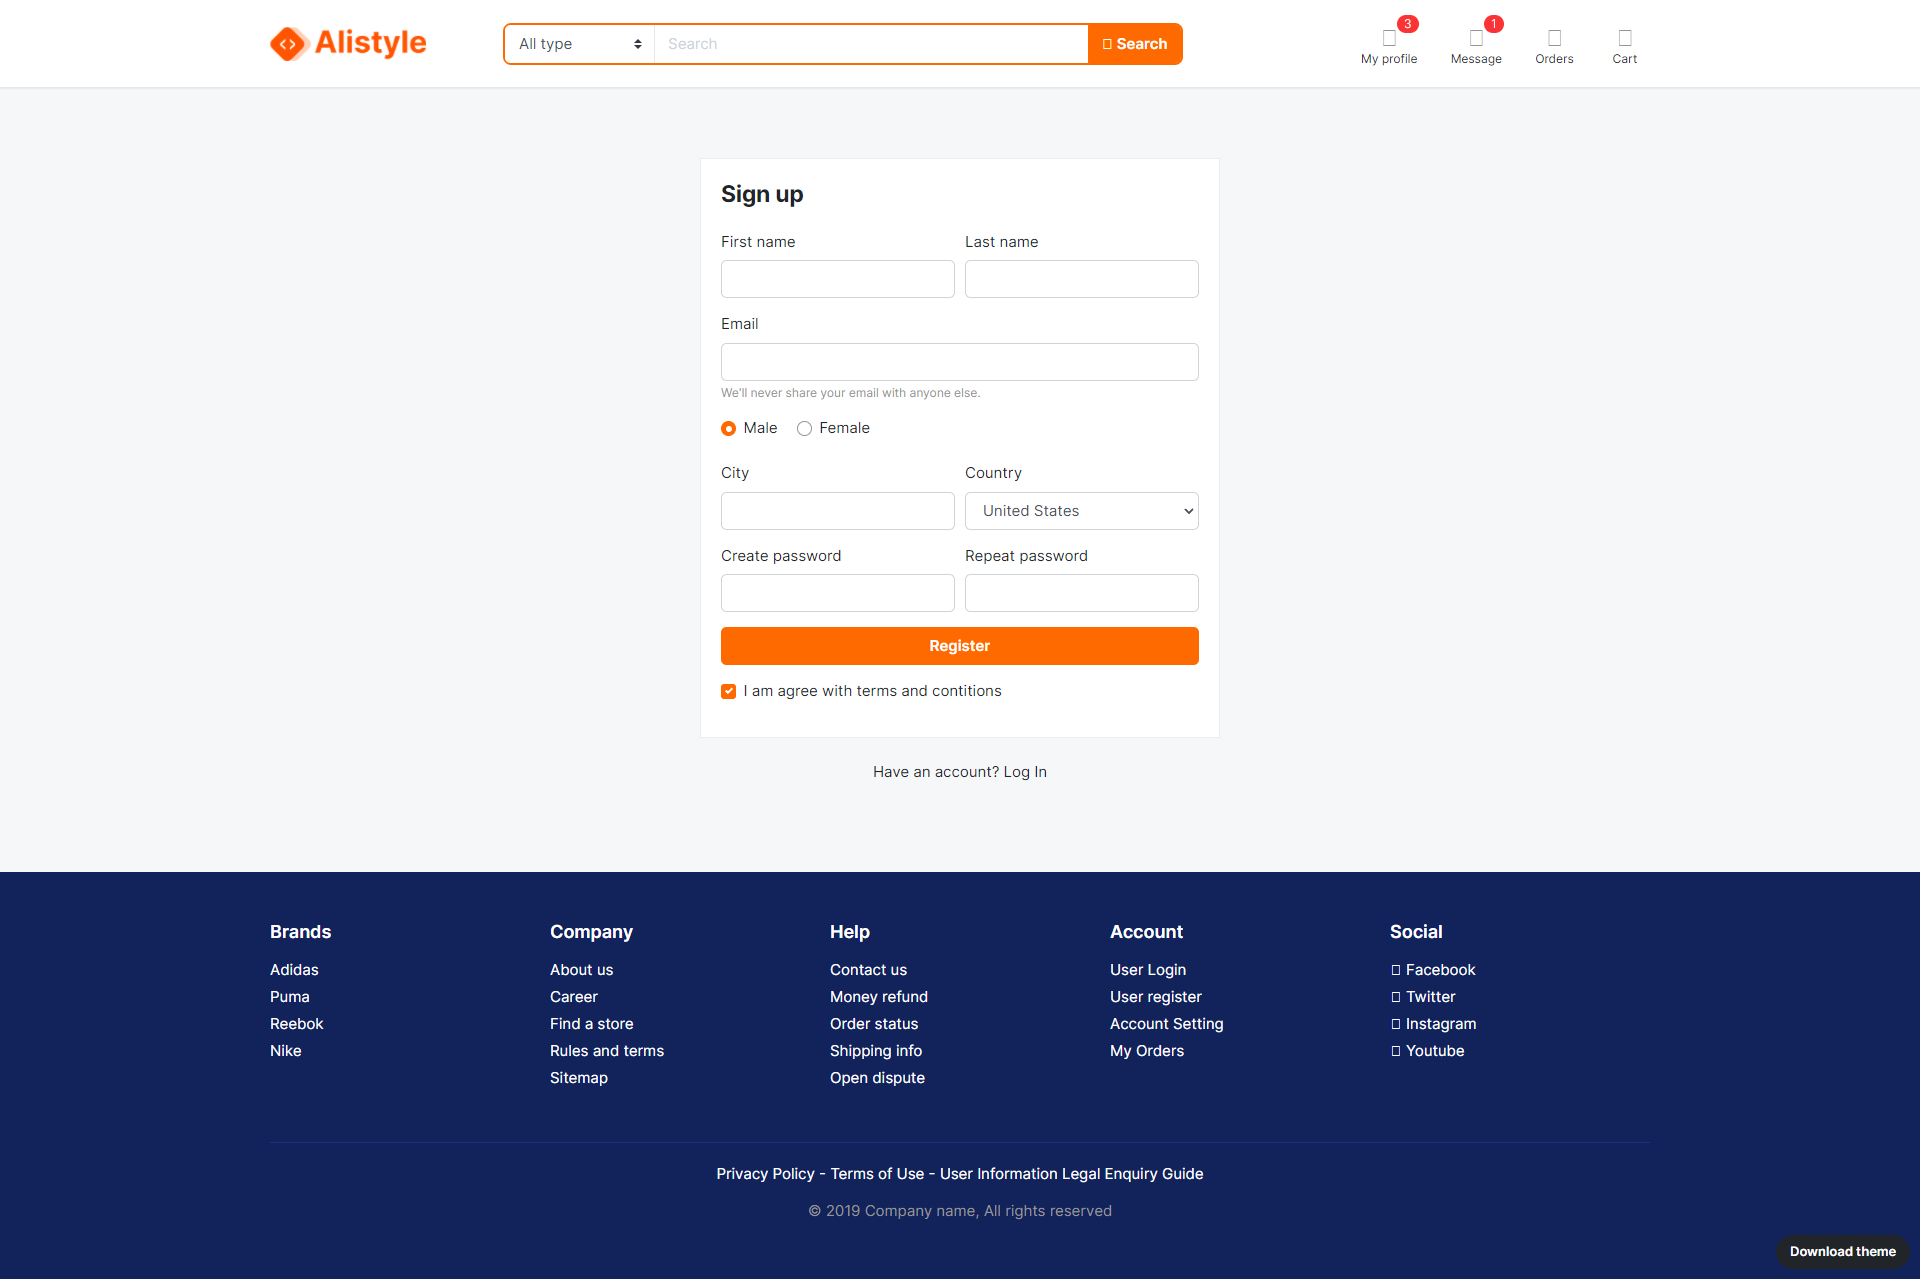 Alistyle
All type
Search
Search
3
My profile
1
Message
Orders
Cart
Sign up
First name
Last name
Email
We'll never share your email with anyone else.
Male
Female
City
Country
United States
Create password
Repeat password
Register
I am agree with terms and contitions
Have an account? Log In
Brands
Adidas
Puma
Reebok
Nike
Company
About us
Career
Find a store
Rules and terms
Sitemap
Help
Contact us
Money refund
Order status
Shipping info
Open dispute
Account
User Login
User register
Account Setting
My Orders
Social
Facebook
Twitter
Instagram
Youtube
Privacy Policy - Terms of Use - User Information Legal Enquiry Guide
© 2019 Company name, All rights reserved
Download theme